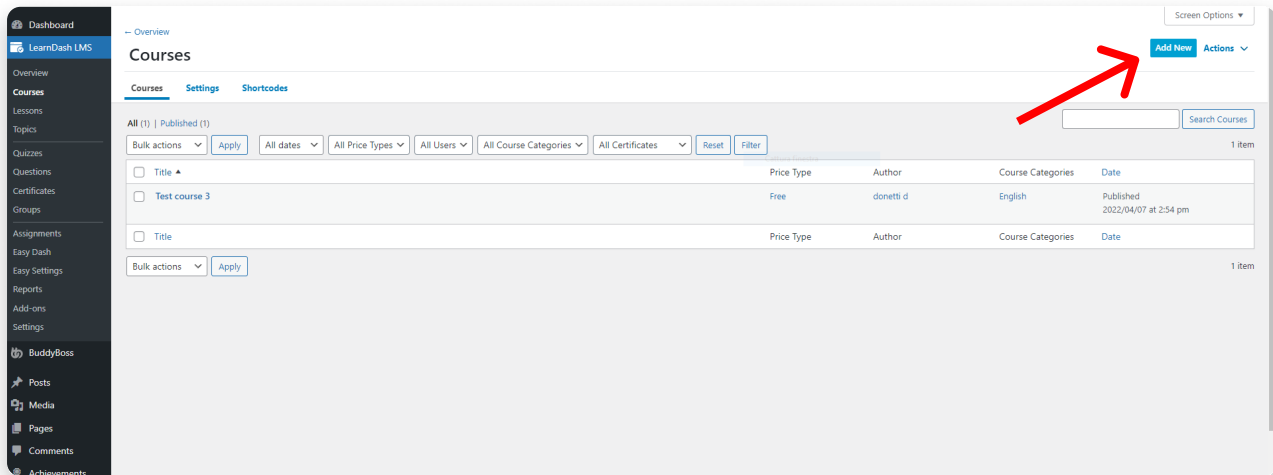 Dashboard
LearnDash LMS
Overview
Courses
Lessons
Topics
Quizzes
Questions
Certificates
Groups
Assignments
Easy Dash
Easy Settings
Reports
Add-ons
Settings
BuddyBoss
Posts
Media
Pages
Comments
Achievements
Screen Options ▼
← Overview
Courses
Add New Actions
Courses Settings Shortcodes
All (1) | Published (1)
Search Courses
Bulk actions Apply All dates All Price Types All Users All Course Categories All Certificates Reset Filter 1 item
Title ▲ Price Type Author Course Categories Date
Test course 3 Free donetti d English Published
2022/04/07 at 2:54 pm
Title Price Type Author Course Categories Date
Bulk actions Apply 1 item